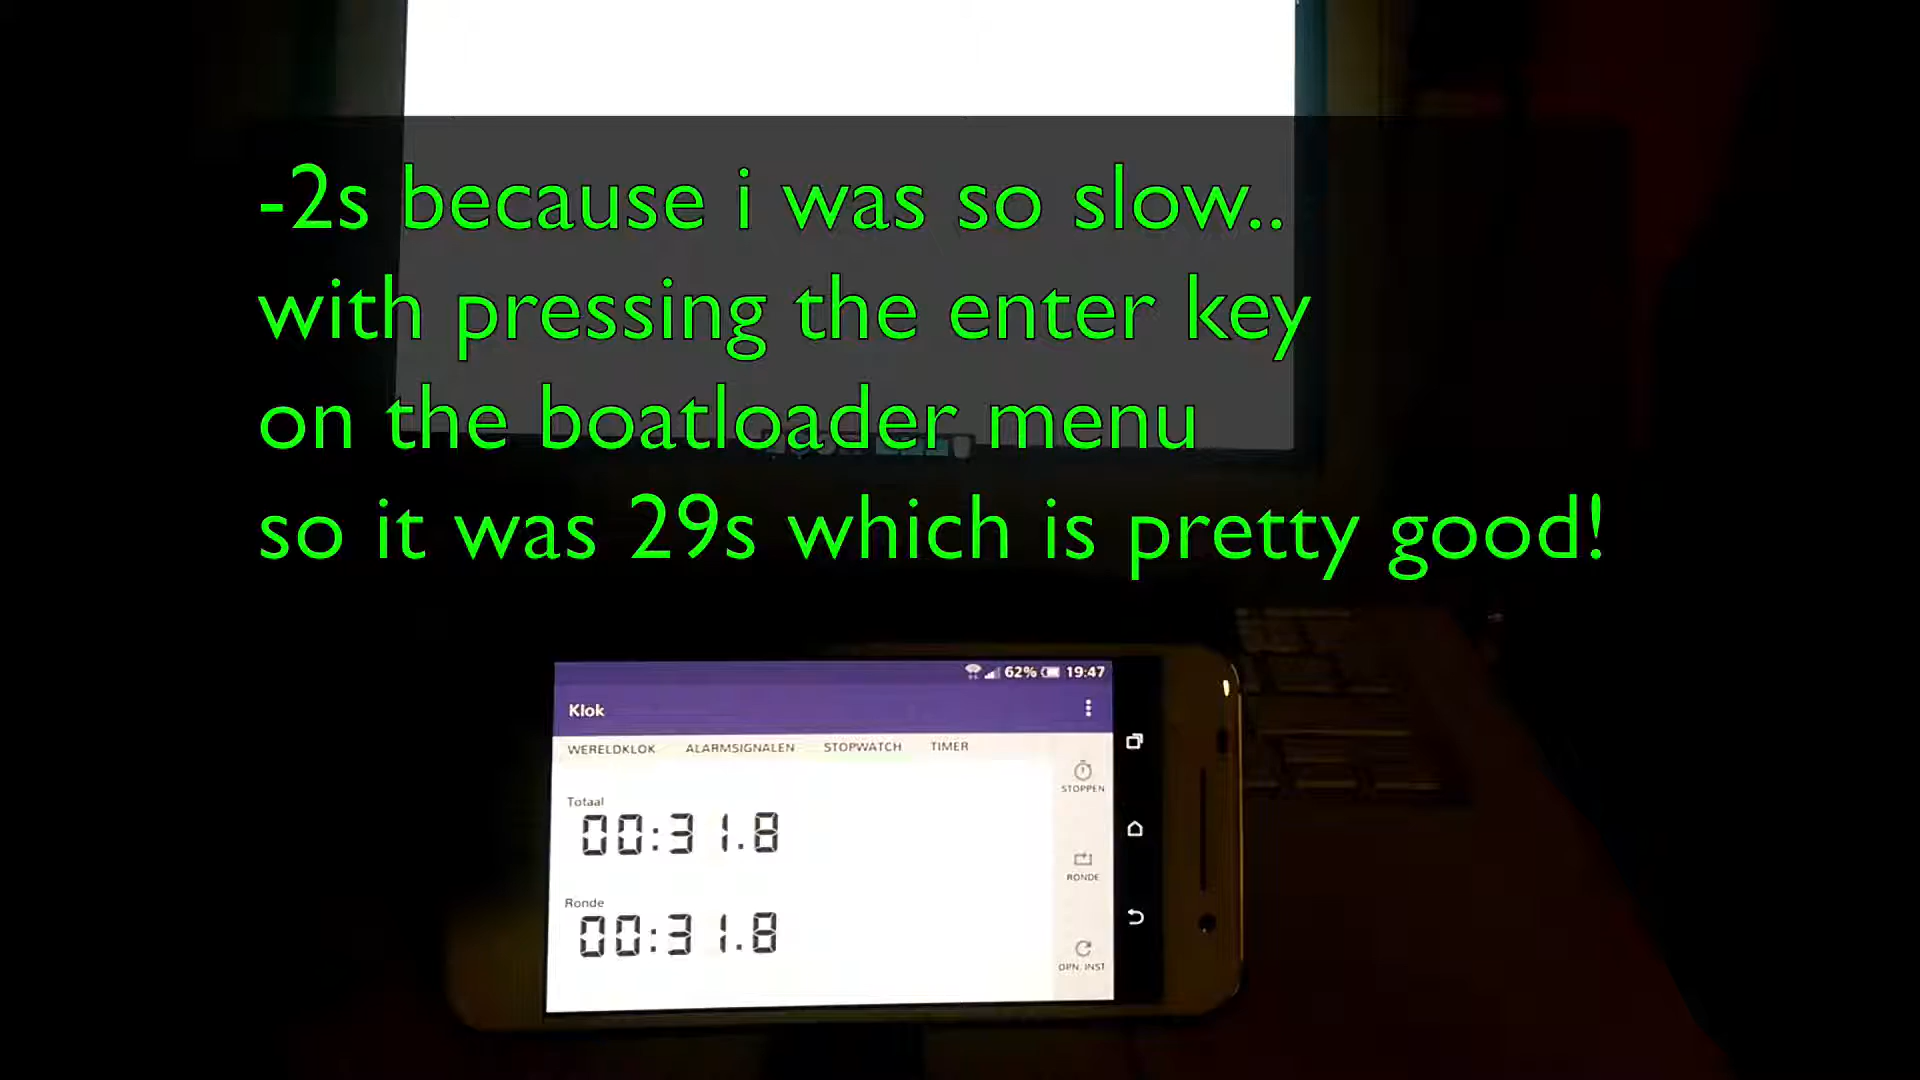 -2s because i was so slow..
with pressing the enter key
on the boatloader menu
so it was 29s which is pretty good!
62% 19:47
Klok
WERELDKLOK ALARMSIGNALEN STOPWATCH TIMER
STOPPEN
Totaal
00:31.8
RONDE
Ronde
00:31.8
OPN. INST